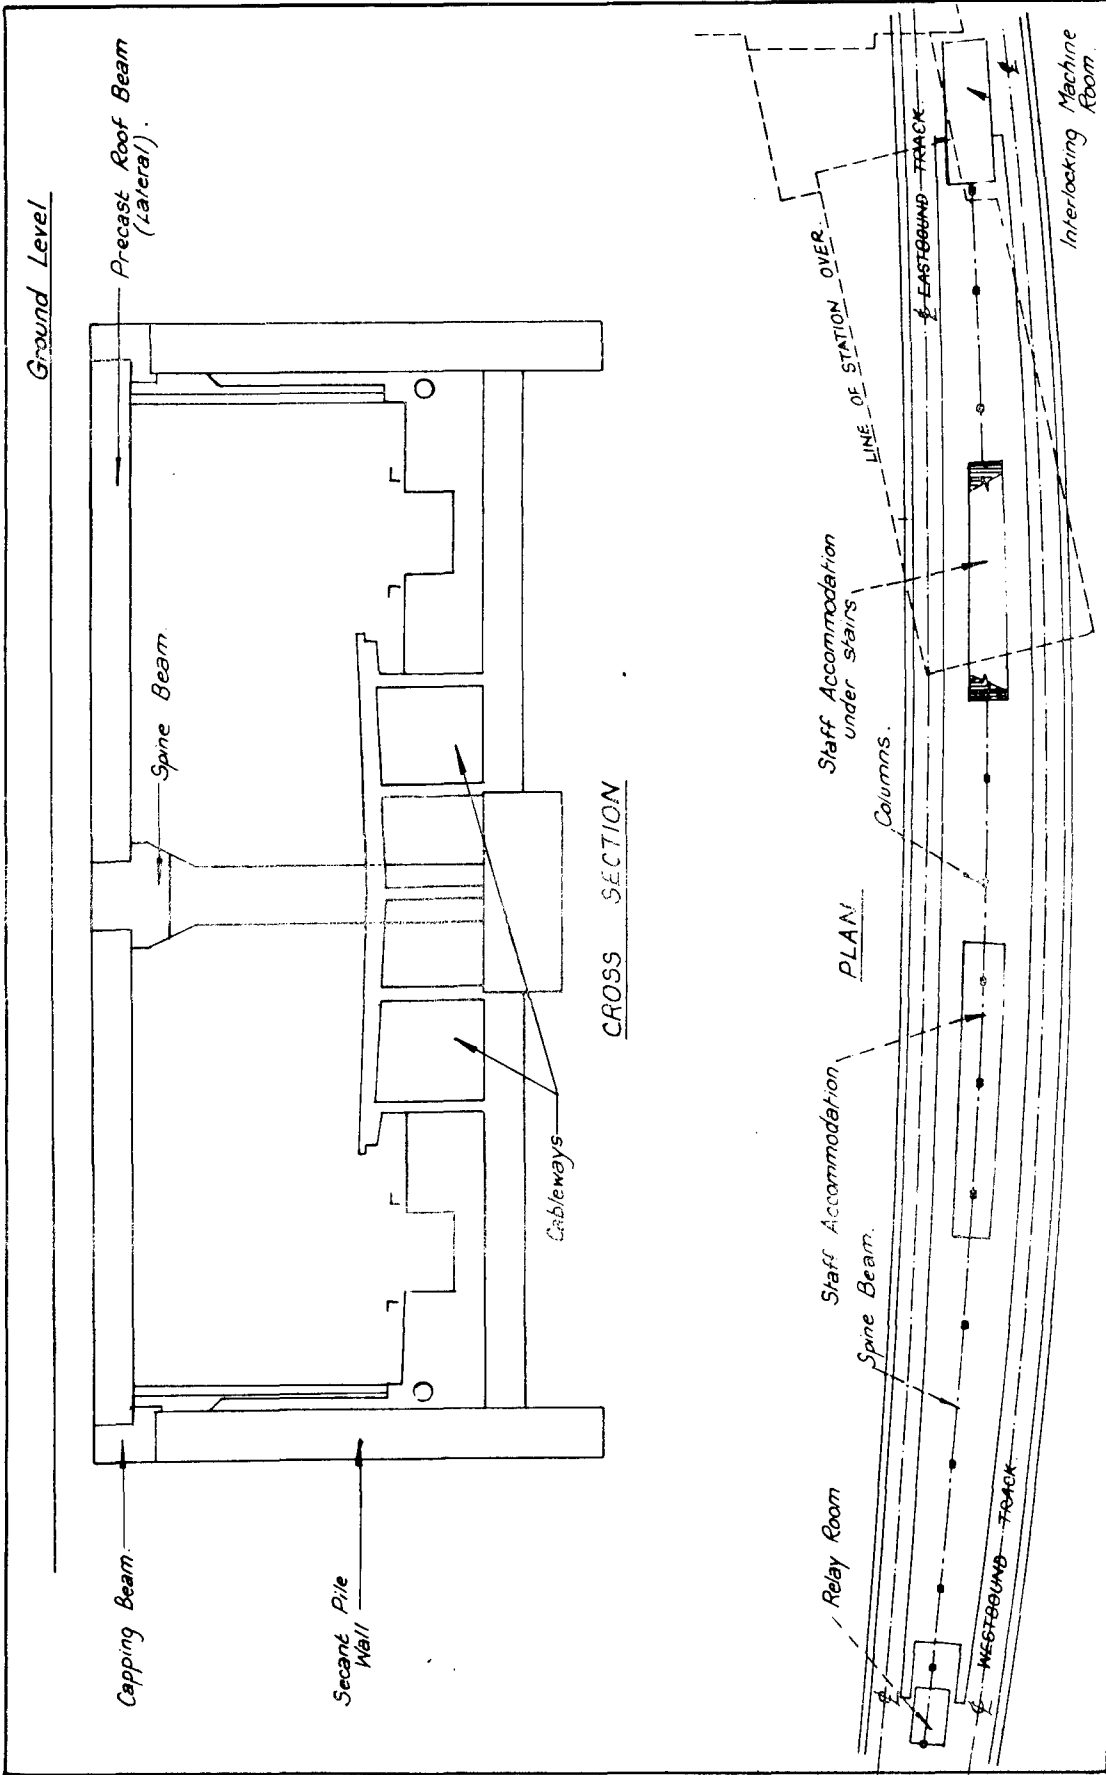 Ground Level
Precast Roof Beam
(Lateral).
Spine Beam.
Capping Beam.
Secant Pile
Wall
Cableways
CROSS SECTION
Relay Room
Spine Beam.
Staff Accommodation
PLAN
Columns.
Staff Accommodation
under stairs
LINE OF STATION OVER.
℄ EASTBOUND TRACK.
℄
℄
℄
WESTBOUND TRACK.
Interlocking Machine
Room.